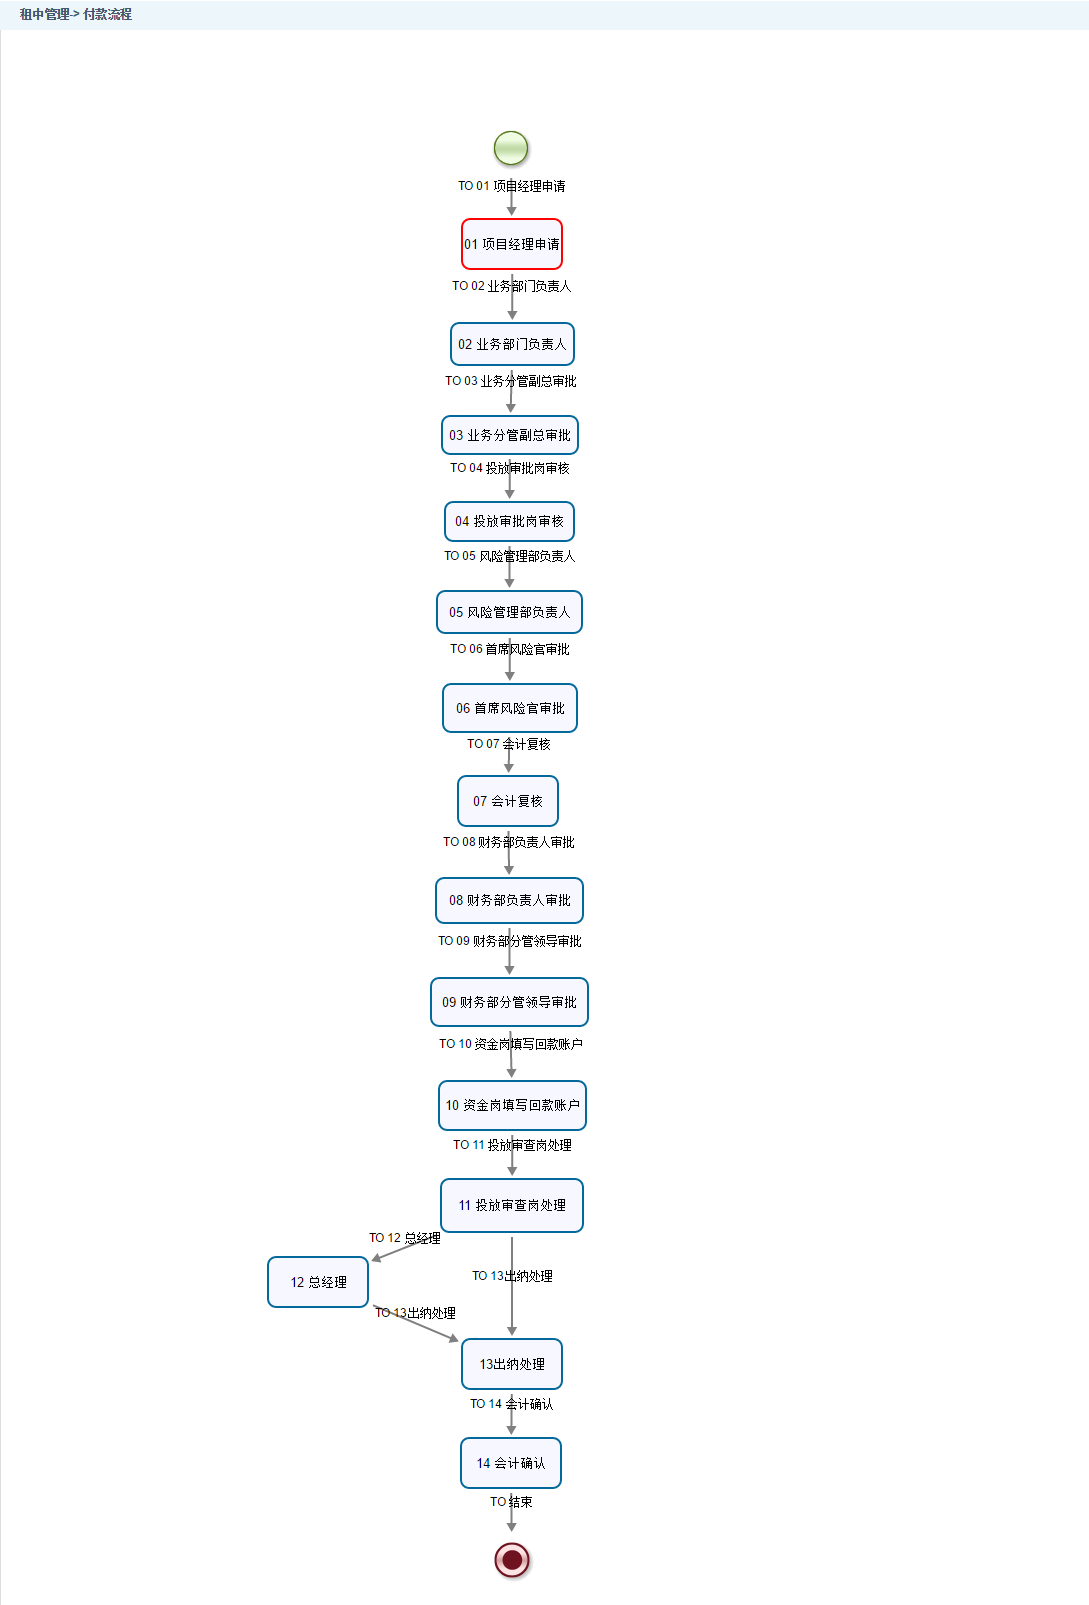 租中管理-> 付款流程
TO 01 项目经理申请
01 项目经理申请
TO 02 业务部门负责人
02 业务部门负责人
TO 03 业务分管副总审批
03 业务分管副总审批
TO 04 投放审批岗审核
04 投放审批岗审核
TO 05 风险管理部负责人
05 风险管理部负责人
TO 06 首席风险官审批
06 首席风险官审批
TO 07 会计复核
07 会计复核
TO 08 财务部负责人审批
08 财务部负责人审批
TO 09 财务部分管领导审批
09 财务部分管领导审批
TO 10 资金岗填写回款账户
10 资金岗填写回款账户
TO 11 投放审查岗处理
11 投放审查岗处理
TO 12 总经理
TO 13出纳处理
12 总经理
TO 13出纳处理
13出纳处理
TO 14 会计确认
14 会计确认
TO 结束